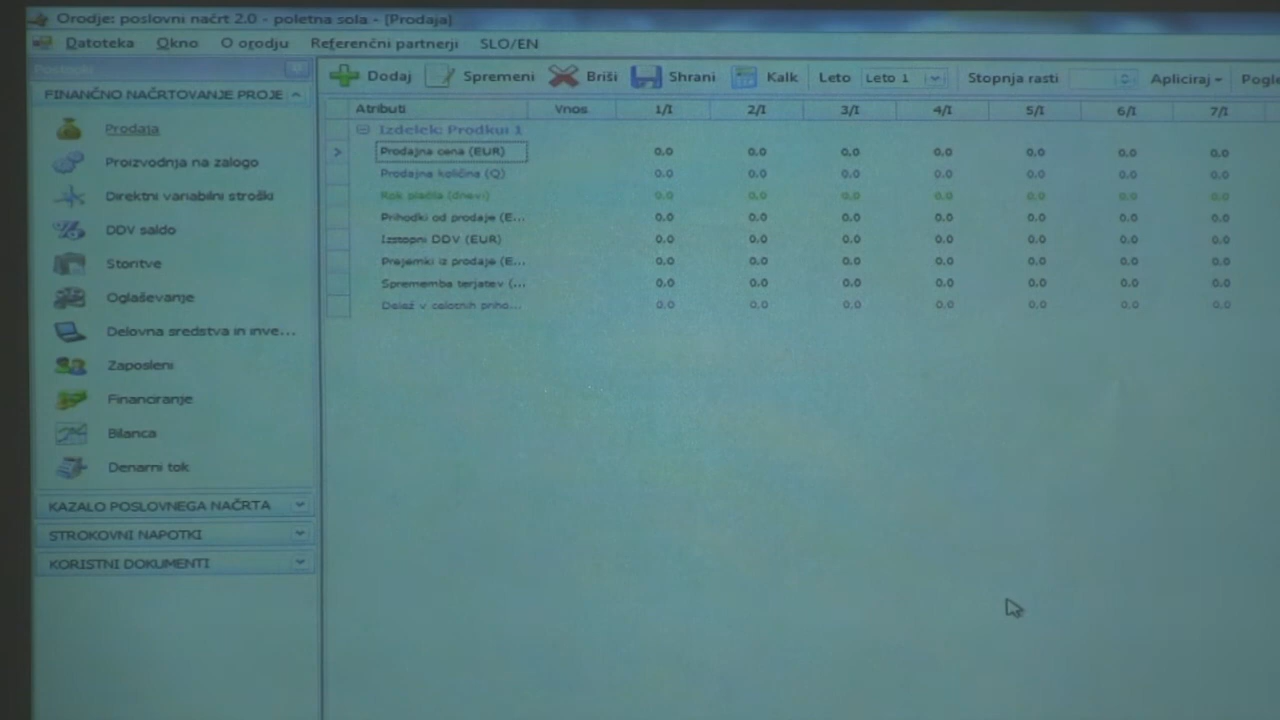 Orodje: poslovni načrt 2.0 - poletna sola - [Prodaja]
Datoteka Okno O orodju Referenčni partnerji SLO/EN
Dodaj Spremeni Briši Shrani Kalk Leto Leto 1 Stopnja rasti Apliciraj
FINANČNO NAČRTOVANJE PROJE
Prodaja
Proizvodnja na zalogo
Direktni variabilni stroški
DDV saldo
Storitve
Oglaševanje
Delovna sredstva in inve...
Zaposleni
Financiranje
Bilanca
Denarni tok
KAZALO POSLOVNEGA NAČRTA
STROKOVNI NAPOTKI
KORISTNI DOKUMENTI
Atributi Vnos 1/I 2/I 3/I 4/I 5/I 6/I 7/I
Izdelek: Prodkui 1
Prodajna cena (EUR) 0,0 0,0 0,0 0,0 0,0 0,0 0,0
Prodajna količina (Q) 0,0 0,0 0,0 0,0 0,0 0,0 0,0
Rok plačila (dnevi) 0,0 0,0 0,0 0,0 0,0 0,0 0,0
Prihodki od prodaje (E... 0,0 0,0 0,0 0,0 0,0 0,0 0,0
Izstopni DDV (EUR) 0,0 0,0 0,0 0,0 0,0 0,0 0,0
Prejemki iz prodaje (E... 0,0 0,0 0,0 0,0 0,0 0,0 0,0
Sprememba terjatev (... 0,0 0,0 0,0 0,0 0,0 0,0 0,0
Delež v celotnih priho... 0,0 0,0 0,0 0,0 0,0 0,0 0,0